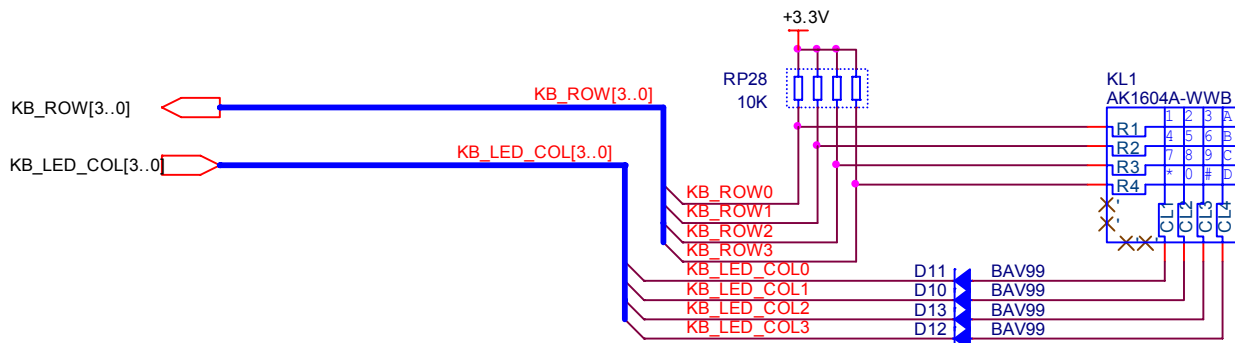 +3.3V
RP28
10K
KL1
AK1604A-WWB
KB_ROW[3..0]
KB_ROW[3..0]
KB_LED_COL[3..0]
KB_LED_COL[3..0]
R1
1 2 3 A
R2
4 5 6 B
R3
7 8 9 C
R4
* 0 # D
CL1
CL2
CL3
CL4
KB_ROW0
KB_ROW1
KB_ROW2
KB_ROW3
KB_LED_COL0 D11 BAV99
KB_LED_COL1 D10 BAV99
KB_LED_COL2 D13 BAV99
KB_LED_COL3 D12 BAV99